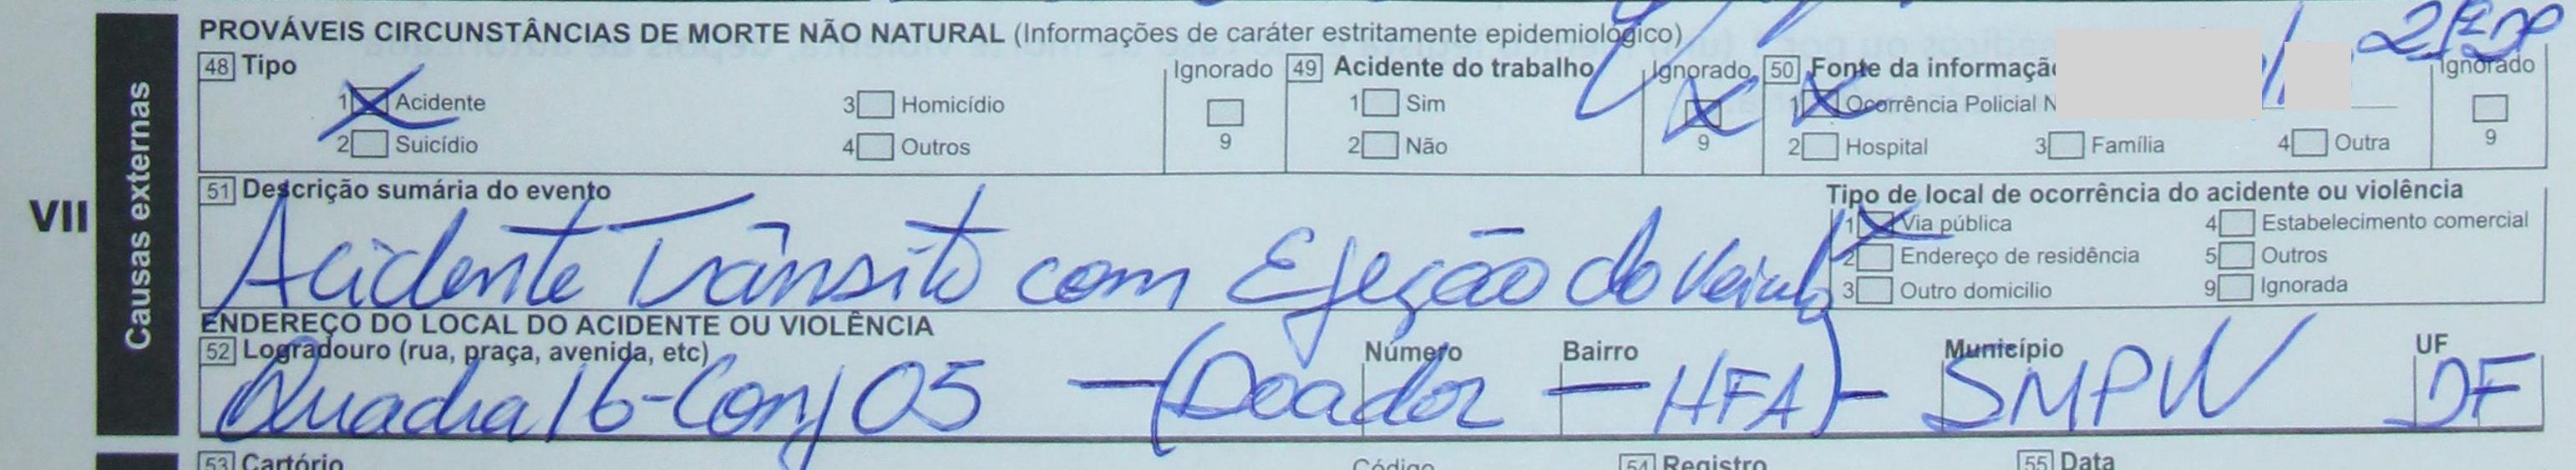 PROVÁVEIS CIRCUNSTÂNCIAS DE MORTE NÃO NATURAL (Informações de caráter estritamente epidemiológico)
48 Tipo Ignorado 49 Acidente do trabalho Ignorado 50 Fonte da informaçã Ignorado
1 Acidente 3 Homicídio 1 Sim 1 Ocorrência Policial N
2 Suicídio 4 Outros 9 2 Não 9 2 Hospital 3 Família 4 Outra 9
VII Causas externas
51 Descrição sumária do evento Tipo de local de ocorrência do acidente ou violência
Acidente Trânsito com Ejeção do Veículo
1 Via pública 4 Estabelecimento comercial
2 Endereço de residência 5 Outros
3 Outro domicilio 9 Ignorada
ENDEREÇO DO LOCAL DO ACIDENTE OU VIOLÊNCIA
52 Logradouro (rua, praça, avenida, etc) Número Bairro Município UF
Quadra 16-Conj 05 - (Doador - HFA) - SMPW DF
53 Cartório Código 54 Registro 55 Data